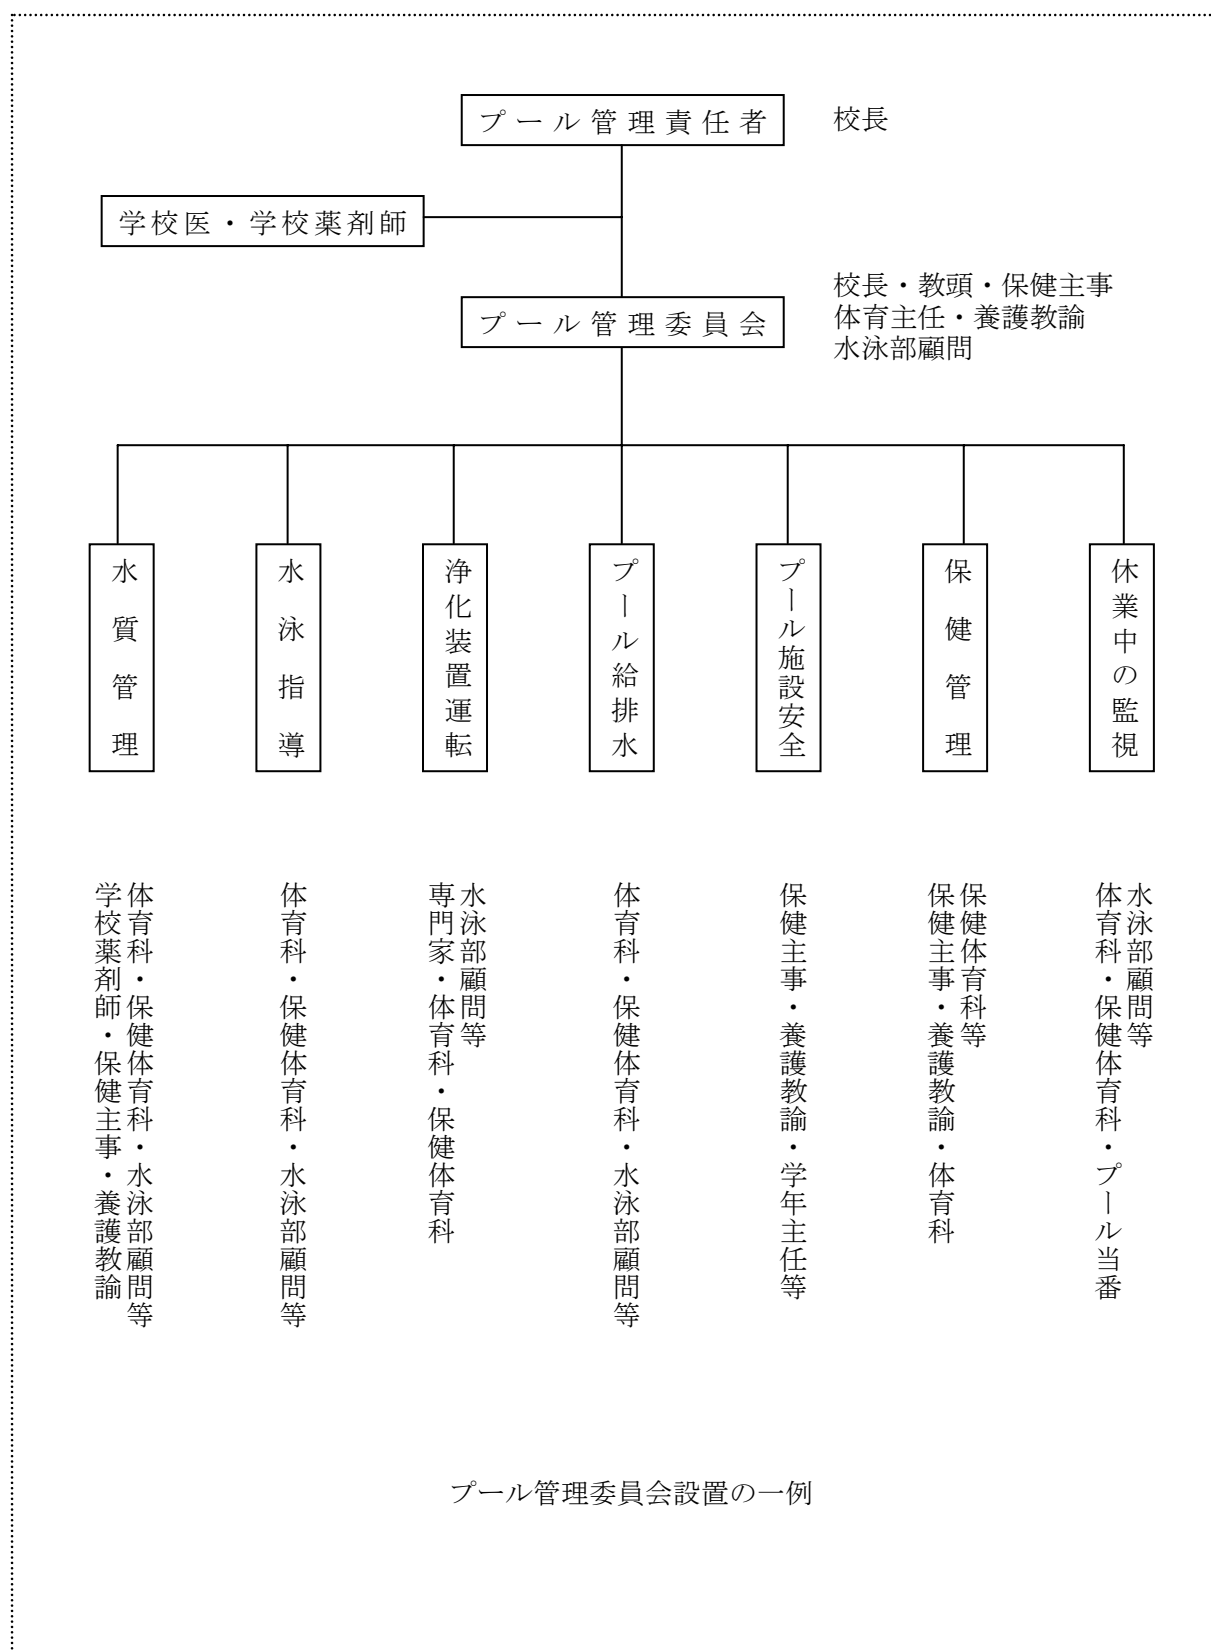 プール管理責任者
校長
学校医・学校薬剤師
プール管理委員会
校長・教頭・保健主事
体育主任・養護教諭
水泳部顧問
水質管理
水泳指導
浄化装置運転
プール給排水
プール施設安全
保健管理
休業中の監視
学校薬剤師・保健主事・養護教諭
体育科・保健体育科・水泳部顧問等
体育科・保健体育科・水泳部顧問等
専門家・体育科・保健体育科
水泳部顧問等
体育科・保健体育科・水泳部顧問等
保健主事・養護教諭・学年主任等
保健主事・養護教諭・体育科
保健体育科等
体育科・保健体育科・プール当番
水泳部顧問等
プール管理委員会設置の一例